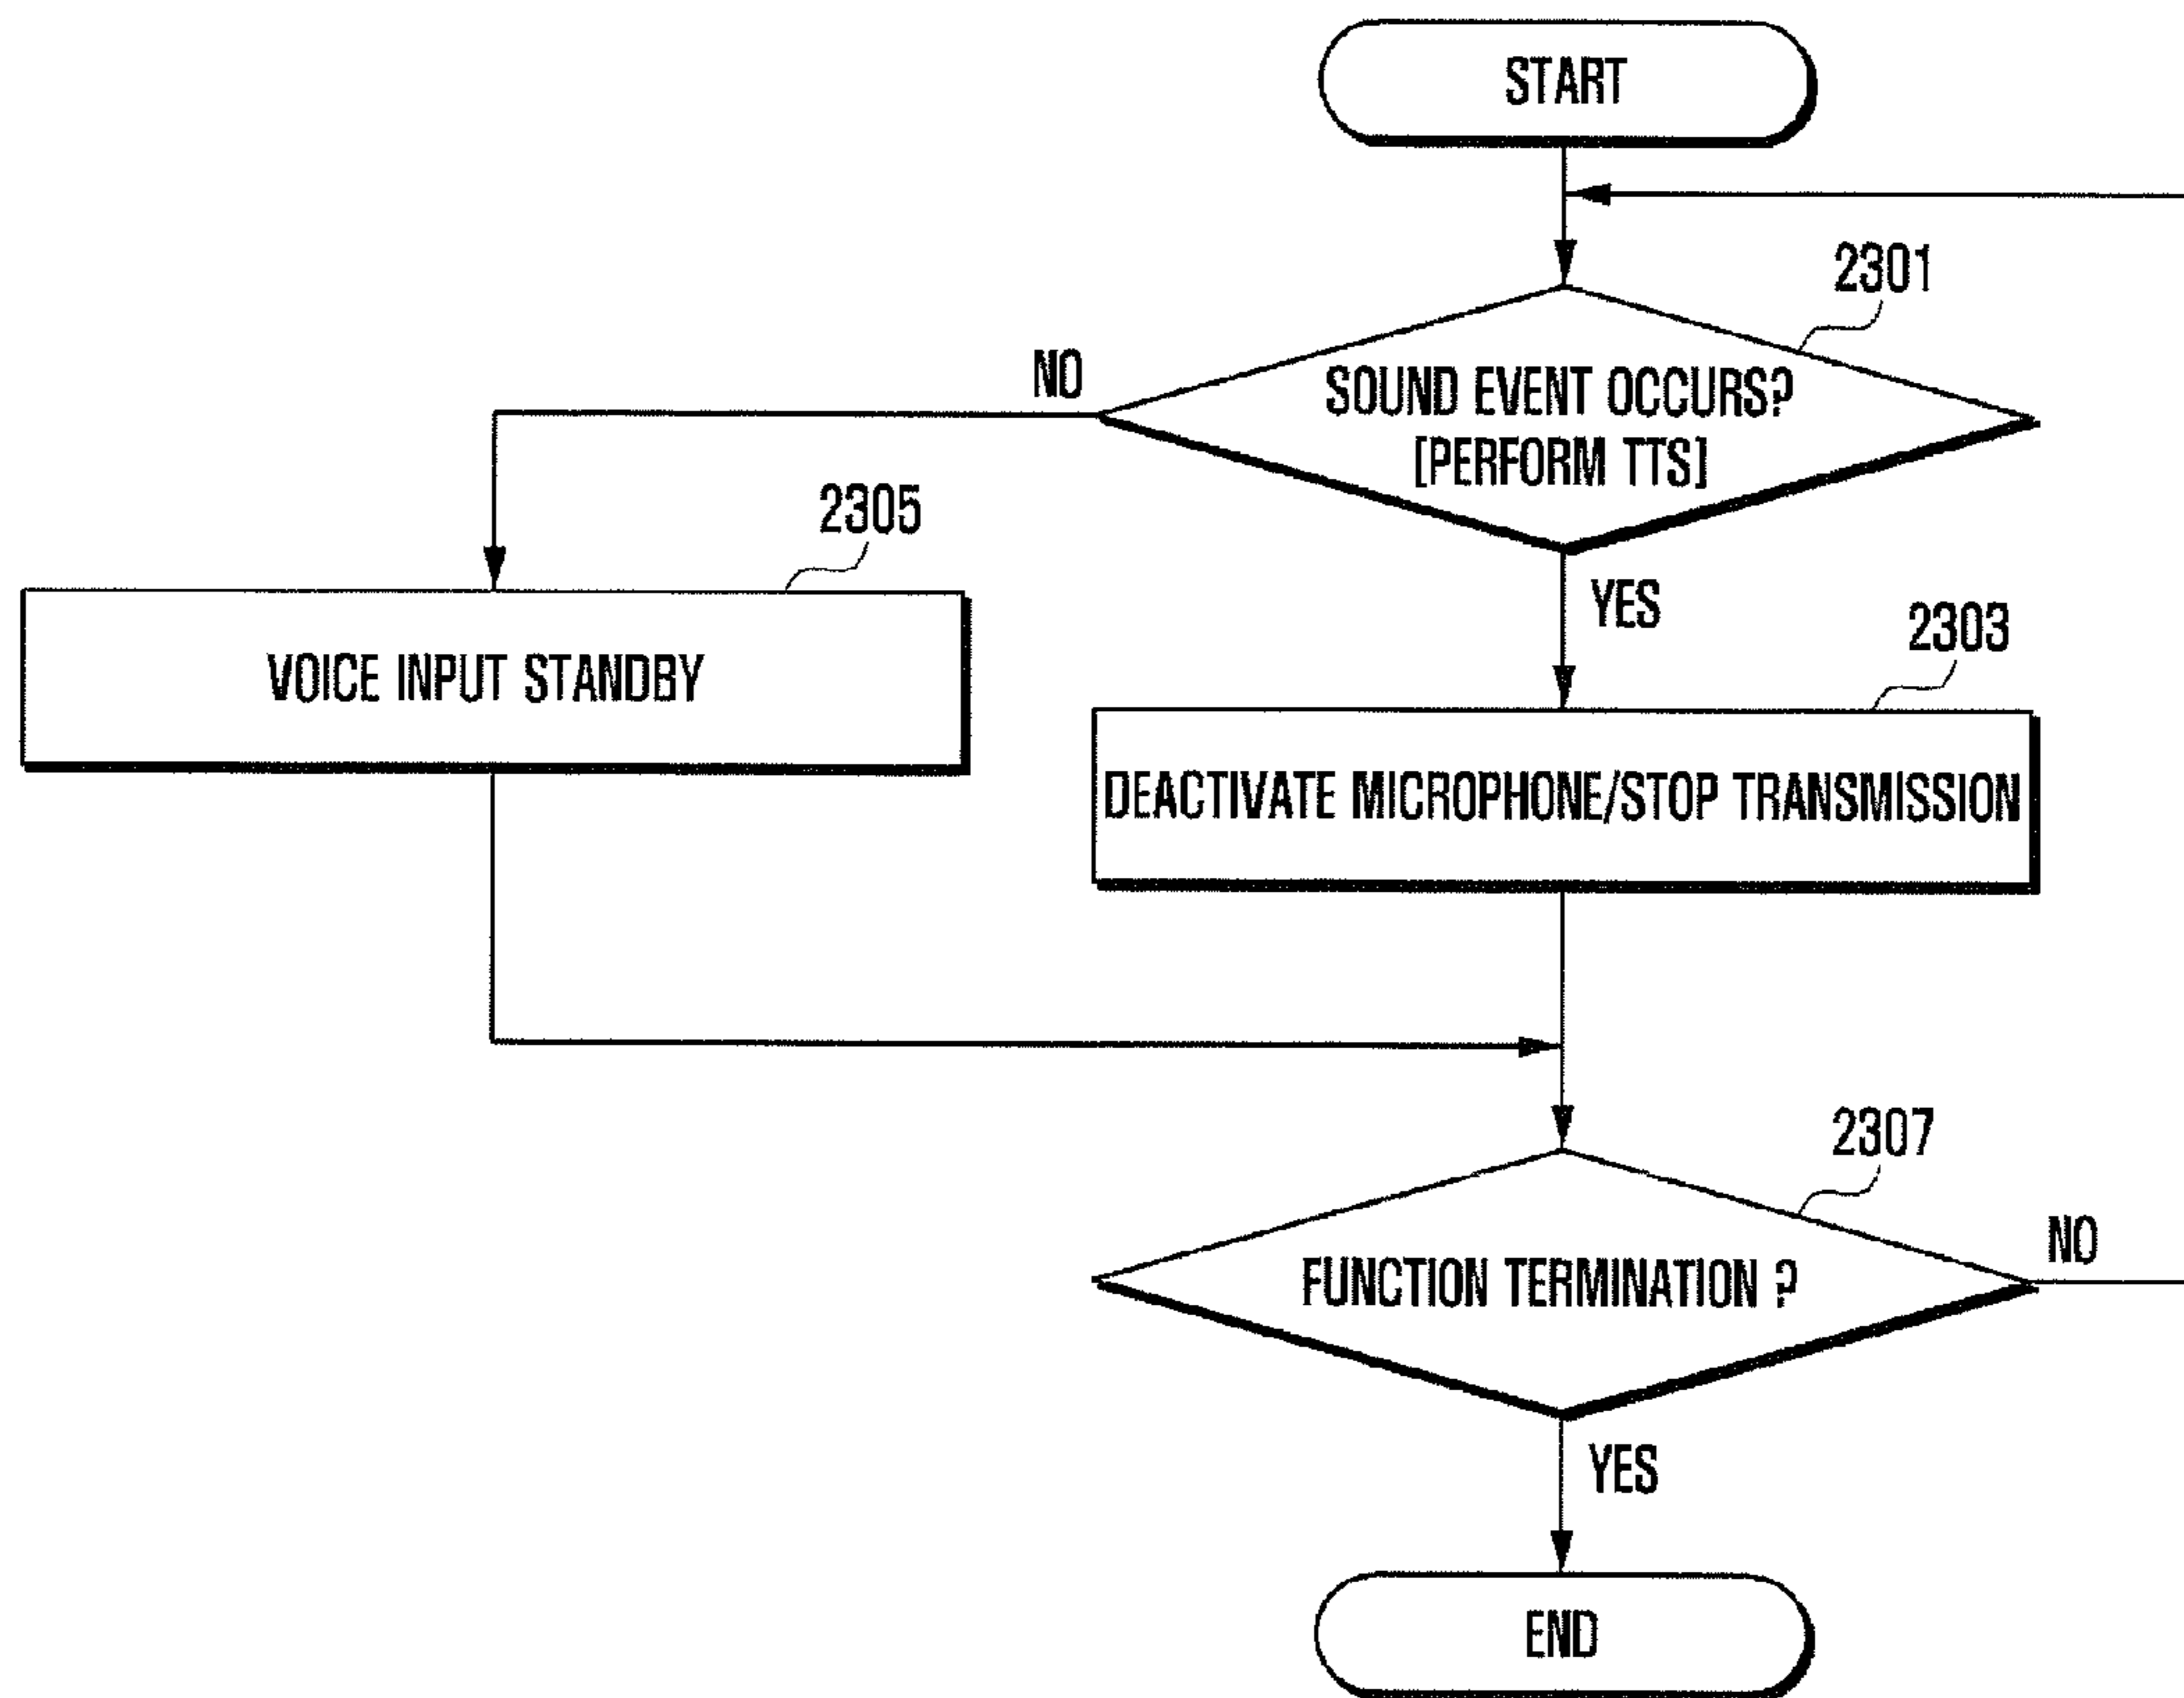 START
2301
NO
SOUND EVENT OCCURS?
[PERFORM TTS]
2305
YES
2303
VOICE INPUT STANDBY
DEACTIVATE MICROPHONE/STOP TRANSMISSION
2307
NO
FUNCTION TERMINATION ?
YES
END